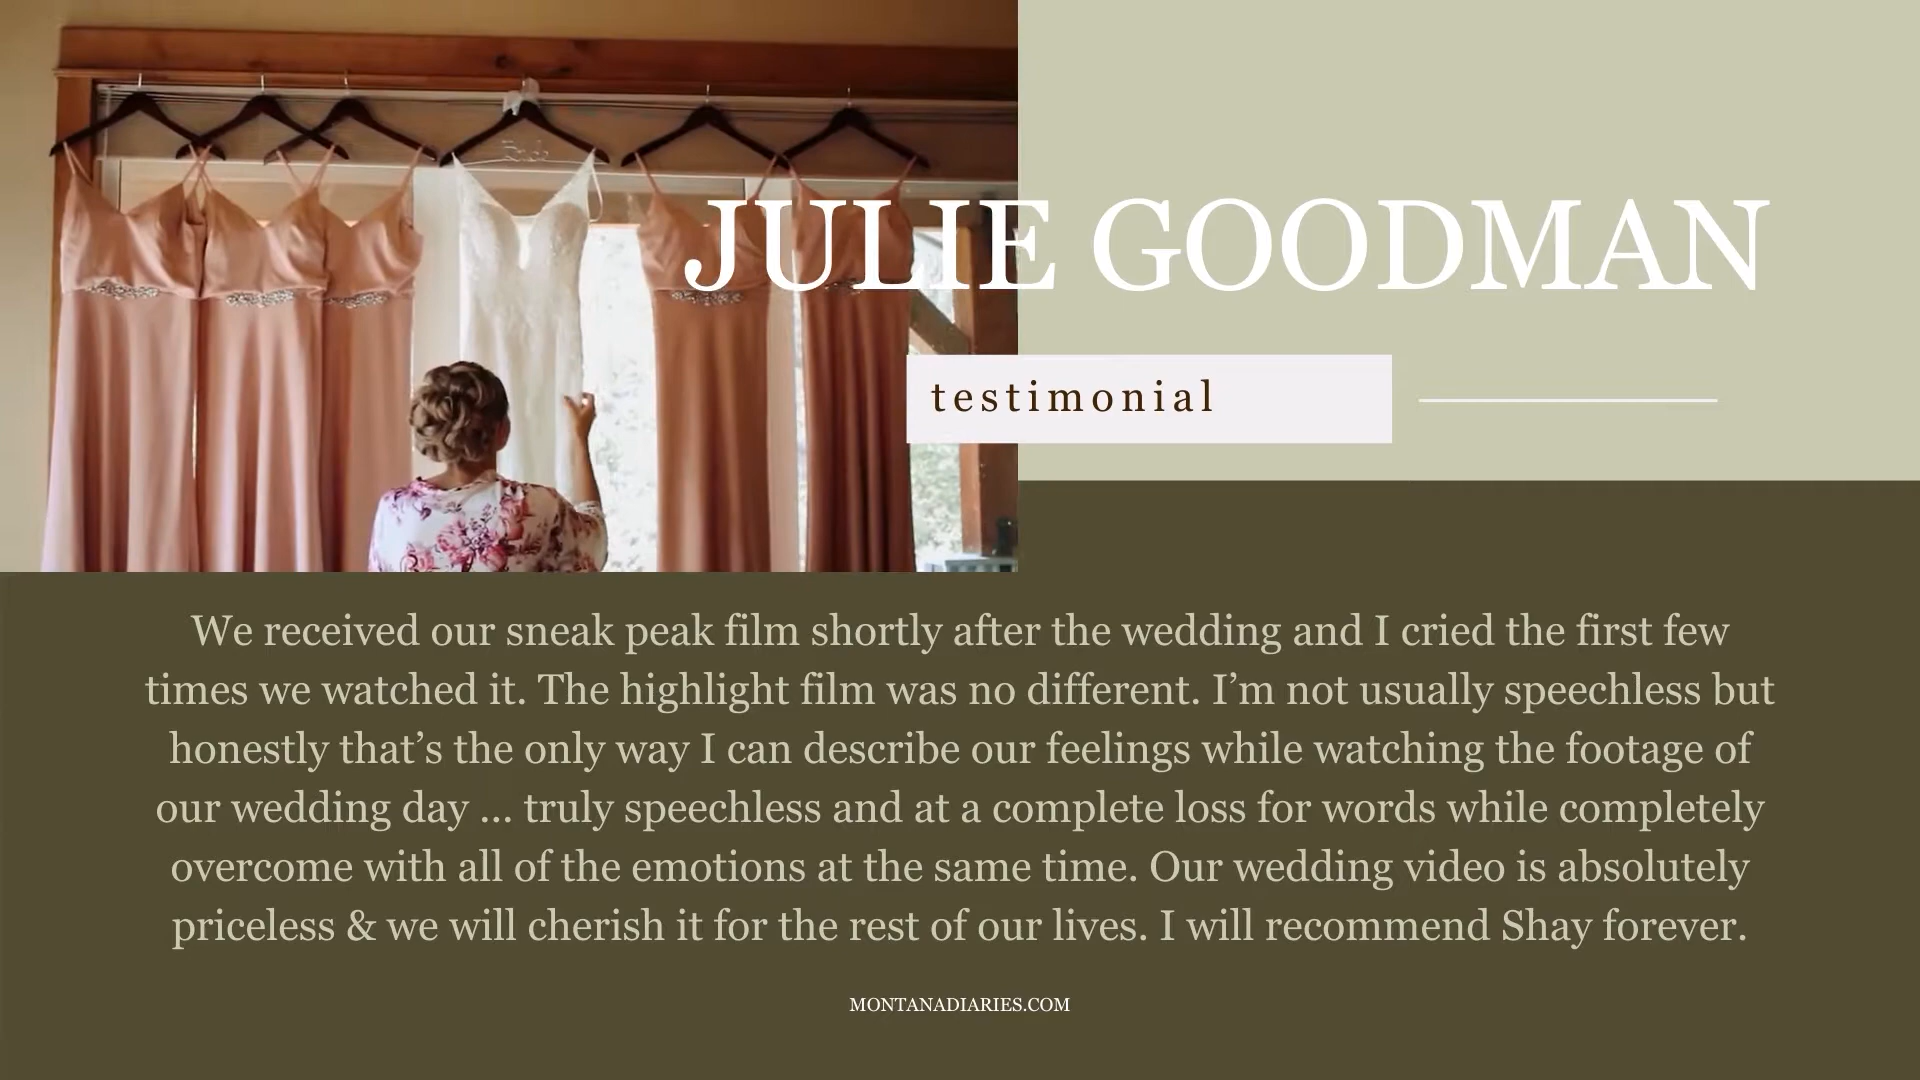 JULIE GOODMAN
testimonial
We received our sneak peak film shortly after the wedding and I cried the first few
times we watched it. The highlight film was no different. I’m not usually speechless but
honestly that’s the only way I can describe our feelings while watching the footage of
our wedding day ... truly speechless and at a complete loss for words while completely
overcome with all of the emotions at the same time. Our wedding video is absolutely
priceless & we will cherish it for the rest of our lives. I will recommend Shay forever.
MONTANADIARIES.COM